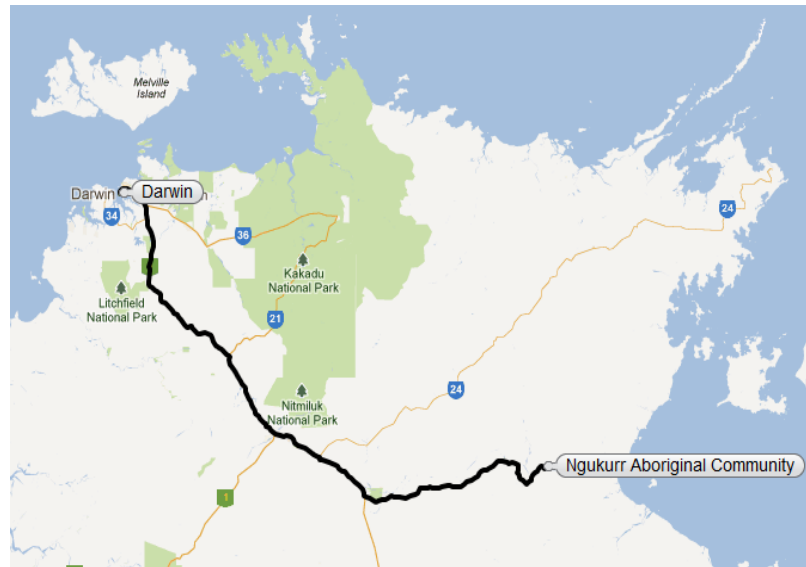 Melville
Island
Darwin
Darwin
n
34
36
24
Kakadu
National Park
Litchfield
National Park
21
24
Nitmiluk
National Park
Ngukurr Aboriginal Community
1